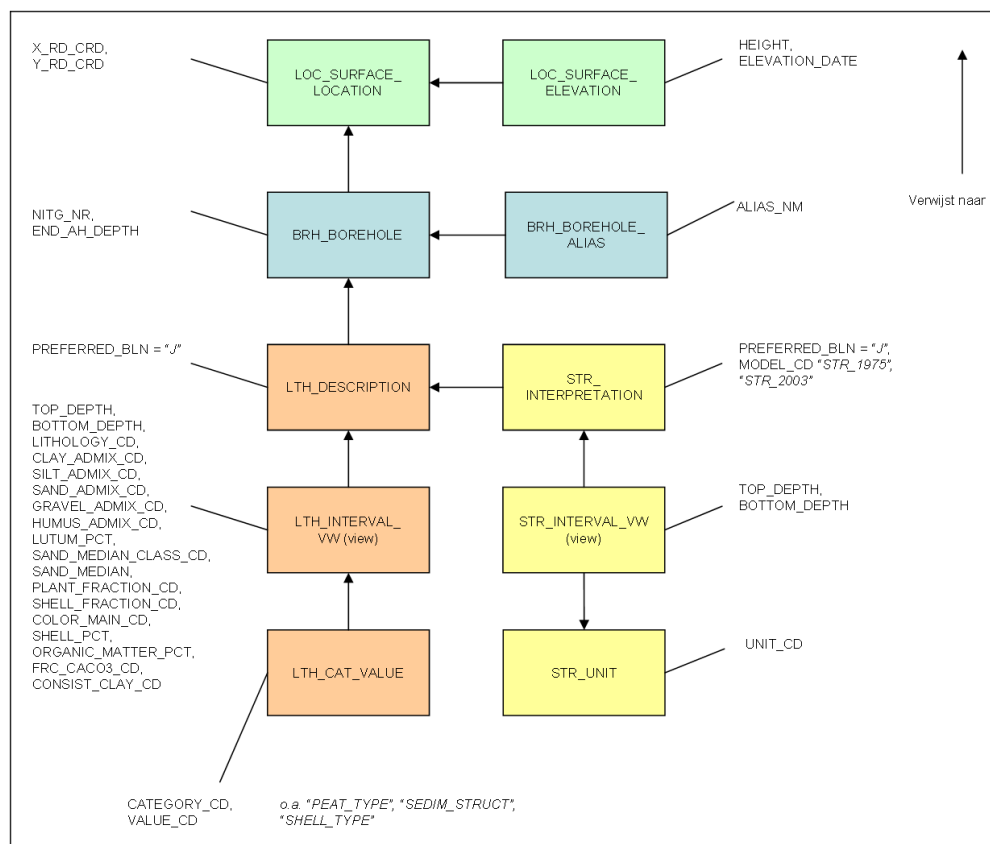 X_RD_CRD,
Y_RD_CRD
LOC_SURFACE_
LOCATION
LOC_SURFACE_
ELEVATION
HEIGHT,
ELEVATION_DATE
Verwijst naar
NITG_NR,
END_AH_DEPTH
BRH_BOREHOLE
BRH_BOREHOLE_
ALIAS
ALIAS_NM
PREFERRED_BLN = “J”
LTH_DESCRIPTION
STR_
INTERPRETATION
PREFERRED_BLN = “J”,
MODEL_CD “STR_1975”,
“STR_2003”
TOP_DEPTH,
BOTTOM_DEPTH,
LITHOLOGY_CD,
CLAY_ADMIX_CD,
SILT_ADMIX_CD,
SAND_ADMIX_CD,
GRAVEL_ADMIX_CD,
HUMUS_ADMIX_CD,
LUTUM_PCT,
SAND_MEDIAN_CLASS_CD,
SAND_MEDIAN,
PLANT_FRACTION_CD,
SHELL_FRACTION_CD,
COLOR_MAIN_CD,
SHELL_PCT,
ORGANIC_MATTER_PCT,
FRC_CACO3_CD,
CONSIST_CLAY_CD
LTH_INTERVAL_
VW (view)
STR_INTERVAL_VW
(view)
TOP_DEPTH,
BOTTOM_DEPTH
LTH_CAT_VALUE
STR_UNIT
UNIT_CD
CATEGORY_CD,
VALUE_CD
o.a. “PEAT_TYPE”, “SEDIM_STRUCT”,
“SHELL_TYPE”